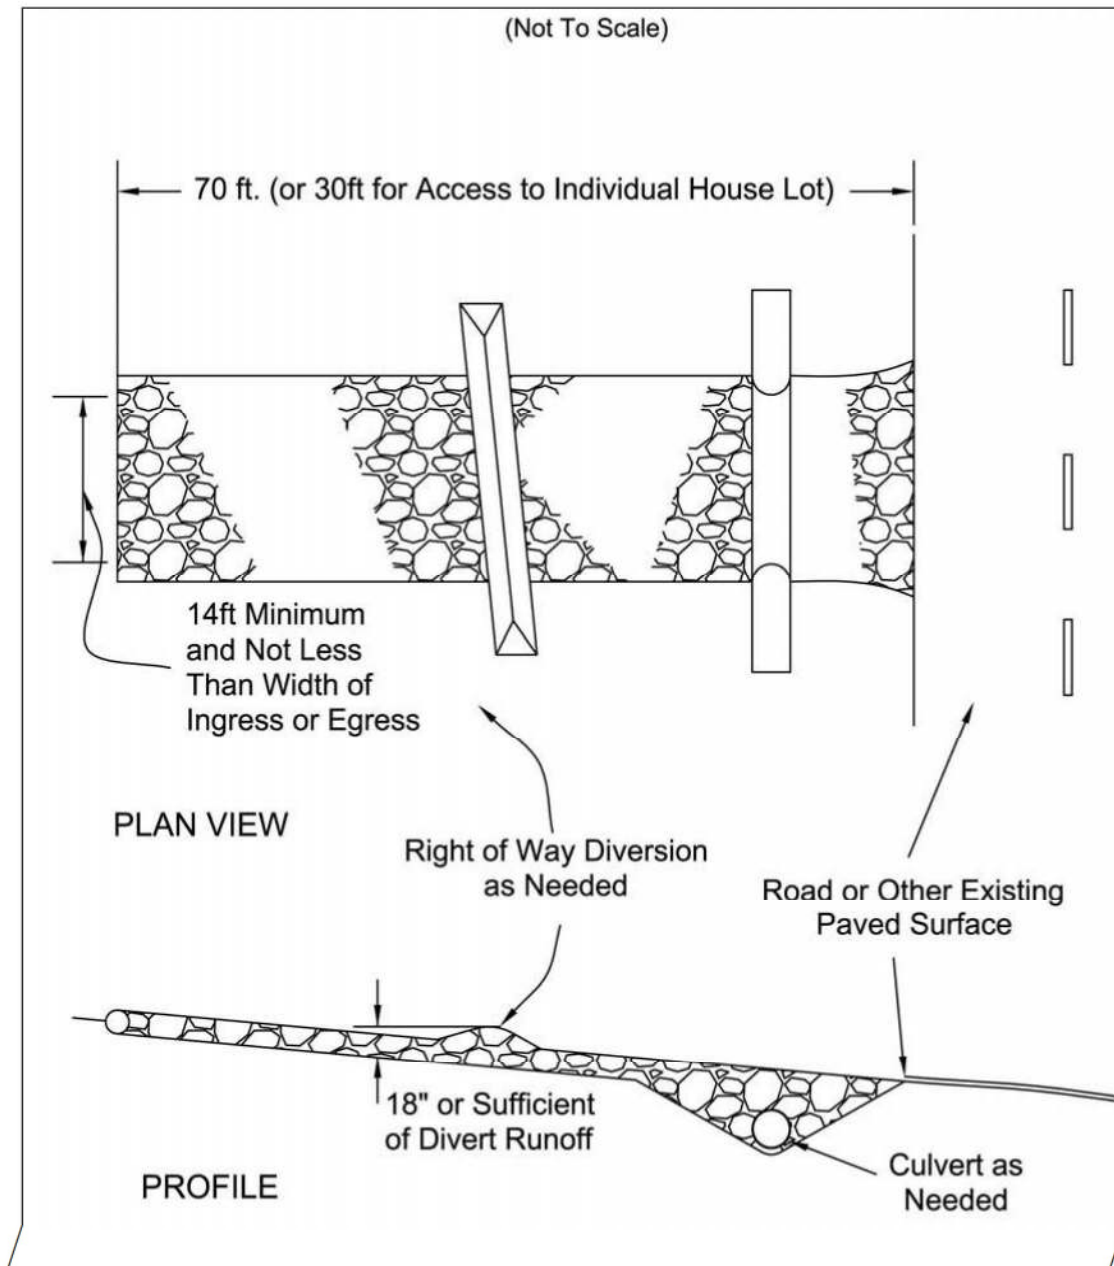 (Not To Scale)
70 ft. (or 30ft for Access to Individual House Lot)
14ft Minimum
and Not Less
Than Width of
Ingress or Egress
PLAN VIEW
Right of Way Diversion
as Needed
Road or Other Existing
Paved Surface
18" or Sufficient
of Divert Runoff
Culvert as
Needed
PROFILE